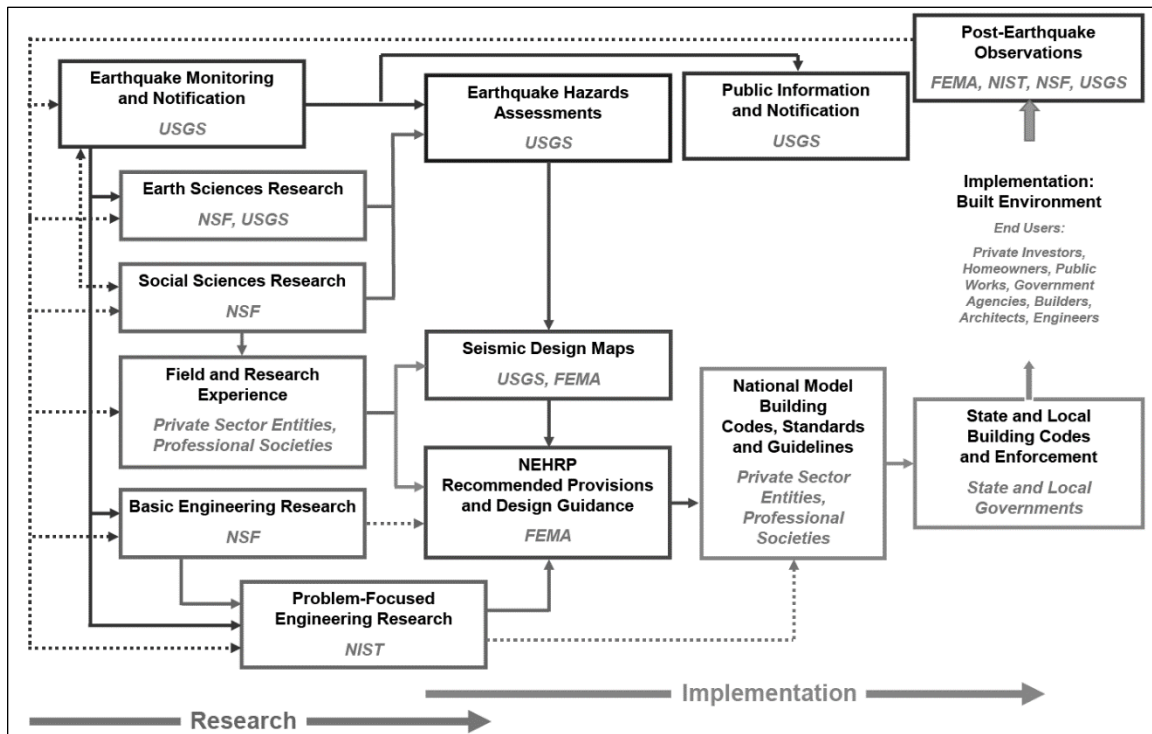 Post-Earthquake
Observations
FEMA, NIST, NSF, USGS
Earthquake Monitoring
and Notification
USGS
Earthquake Hazards
Assessments
USGS
Public Information
and Notification
USGS
Earth Sciences Research
NSF, USGS
Implementation:
Built Environment
End Users:
Private Investors,
Homeowners, Public
Works, Government
Agencies, Builders,
Architects, Engineers
Social Sciences Research
NSF
Field and Research
Experience
Private Sector Entities,
Professional Societies
Seismic Design Maps
USGS, FEMA
NEHRP
Recommended Provisions
and Design Guidance
FEMA
National Model
Building
Codes, Standards
and Guidelines
Private Sector
Entities,
Professional
Societies
State and Local
Building Codes
and Enforcement
State and Local
Governments
Basic Engineering Research
NSF
Problem-Focused
Engineering Research
NIST
Implementation
Research